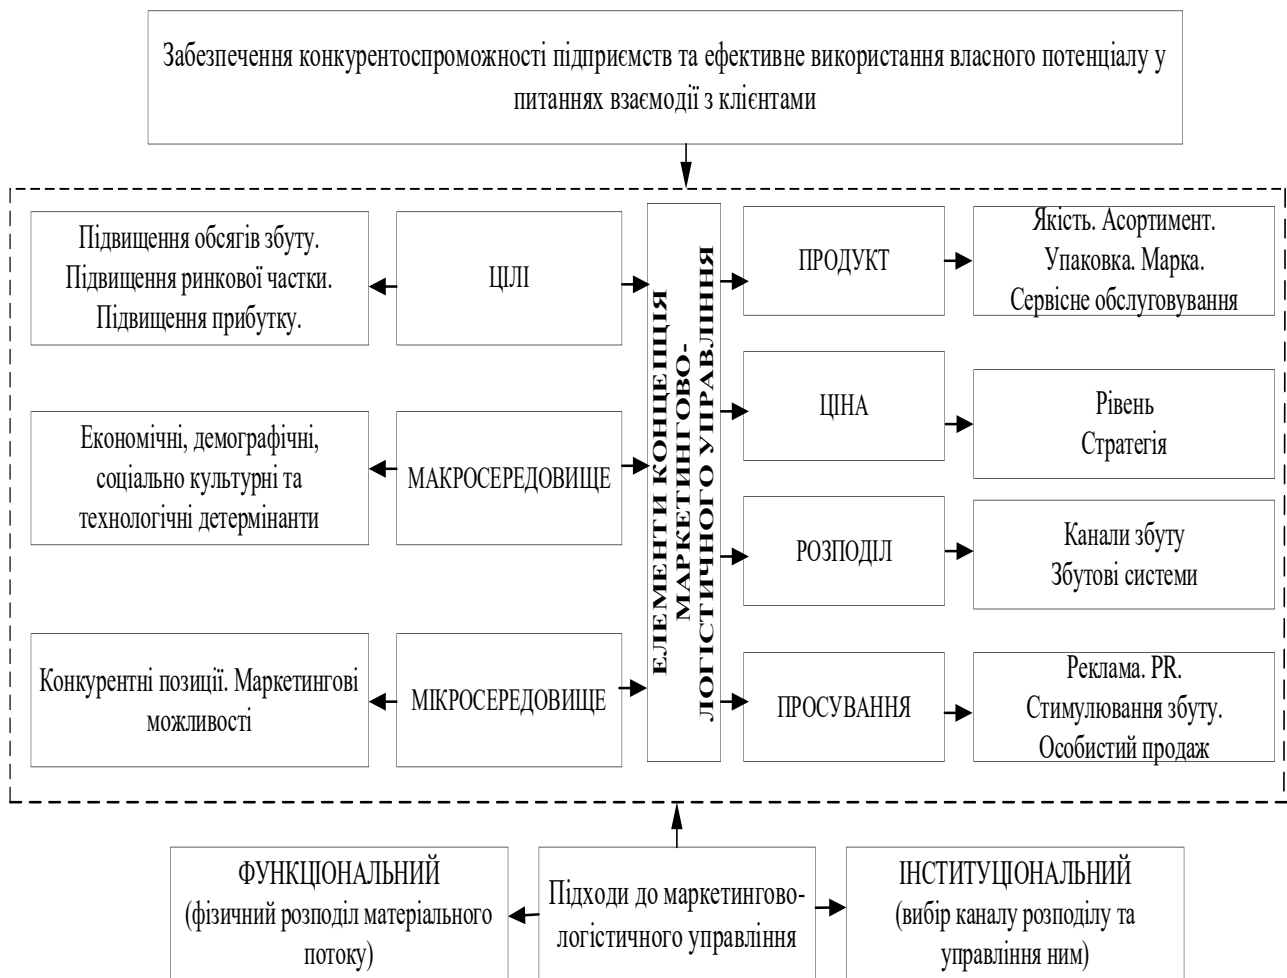 Забезпечення конкурентоспроможності підприємств та ефективне використання власного потенціалу у
питаннях взаємодії з клієнтами
Підвищення обсягів збуту.
Підвищення ринкової частки.
Підвищення прибутку.
ЦІЛІ
Економічні, демографічні,
соціально культурні та
технологічні детермінанти
МАКРОСЕРЕДОВИЩЕ
Конкурентні позиції. Маркетингові
можливості
МІКРОСЕРЕДОВИЩЕ
ЕЛЕМЕНТИ КОНЦЕПЦІЯ
МАРКЕТИНГОВО-
ЛОГІСТИЧНОГО УПРАВЛІННЯ
ПРОДУКТ
Якість. Асортимент.
Упаковка. Марка.
Сервісне обслуговування
ЦІНА
Рівень
Стратегія
РОЗПОДІЛ
Канали збуту
Збутові системи
ПРОСУВАННЯ
Реклама. PR.
Стимулювання збуту.
Особистий продаж
ФУНКЦІОНАЛЬНИЙ
(фізичний розподіл матеріального
потоку)
Підходи до маркетингово-
логістичного управління
ІНСТИТУЦІОНАЛЬНИЙ
(вибір каналу розподілу та
управління ним)